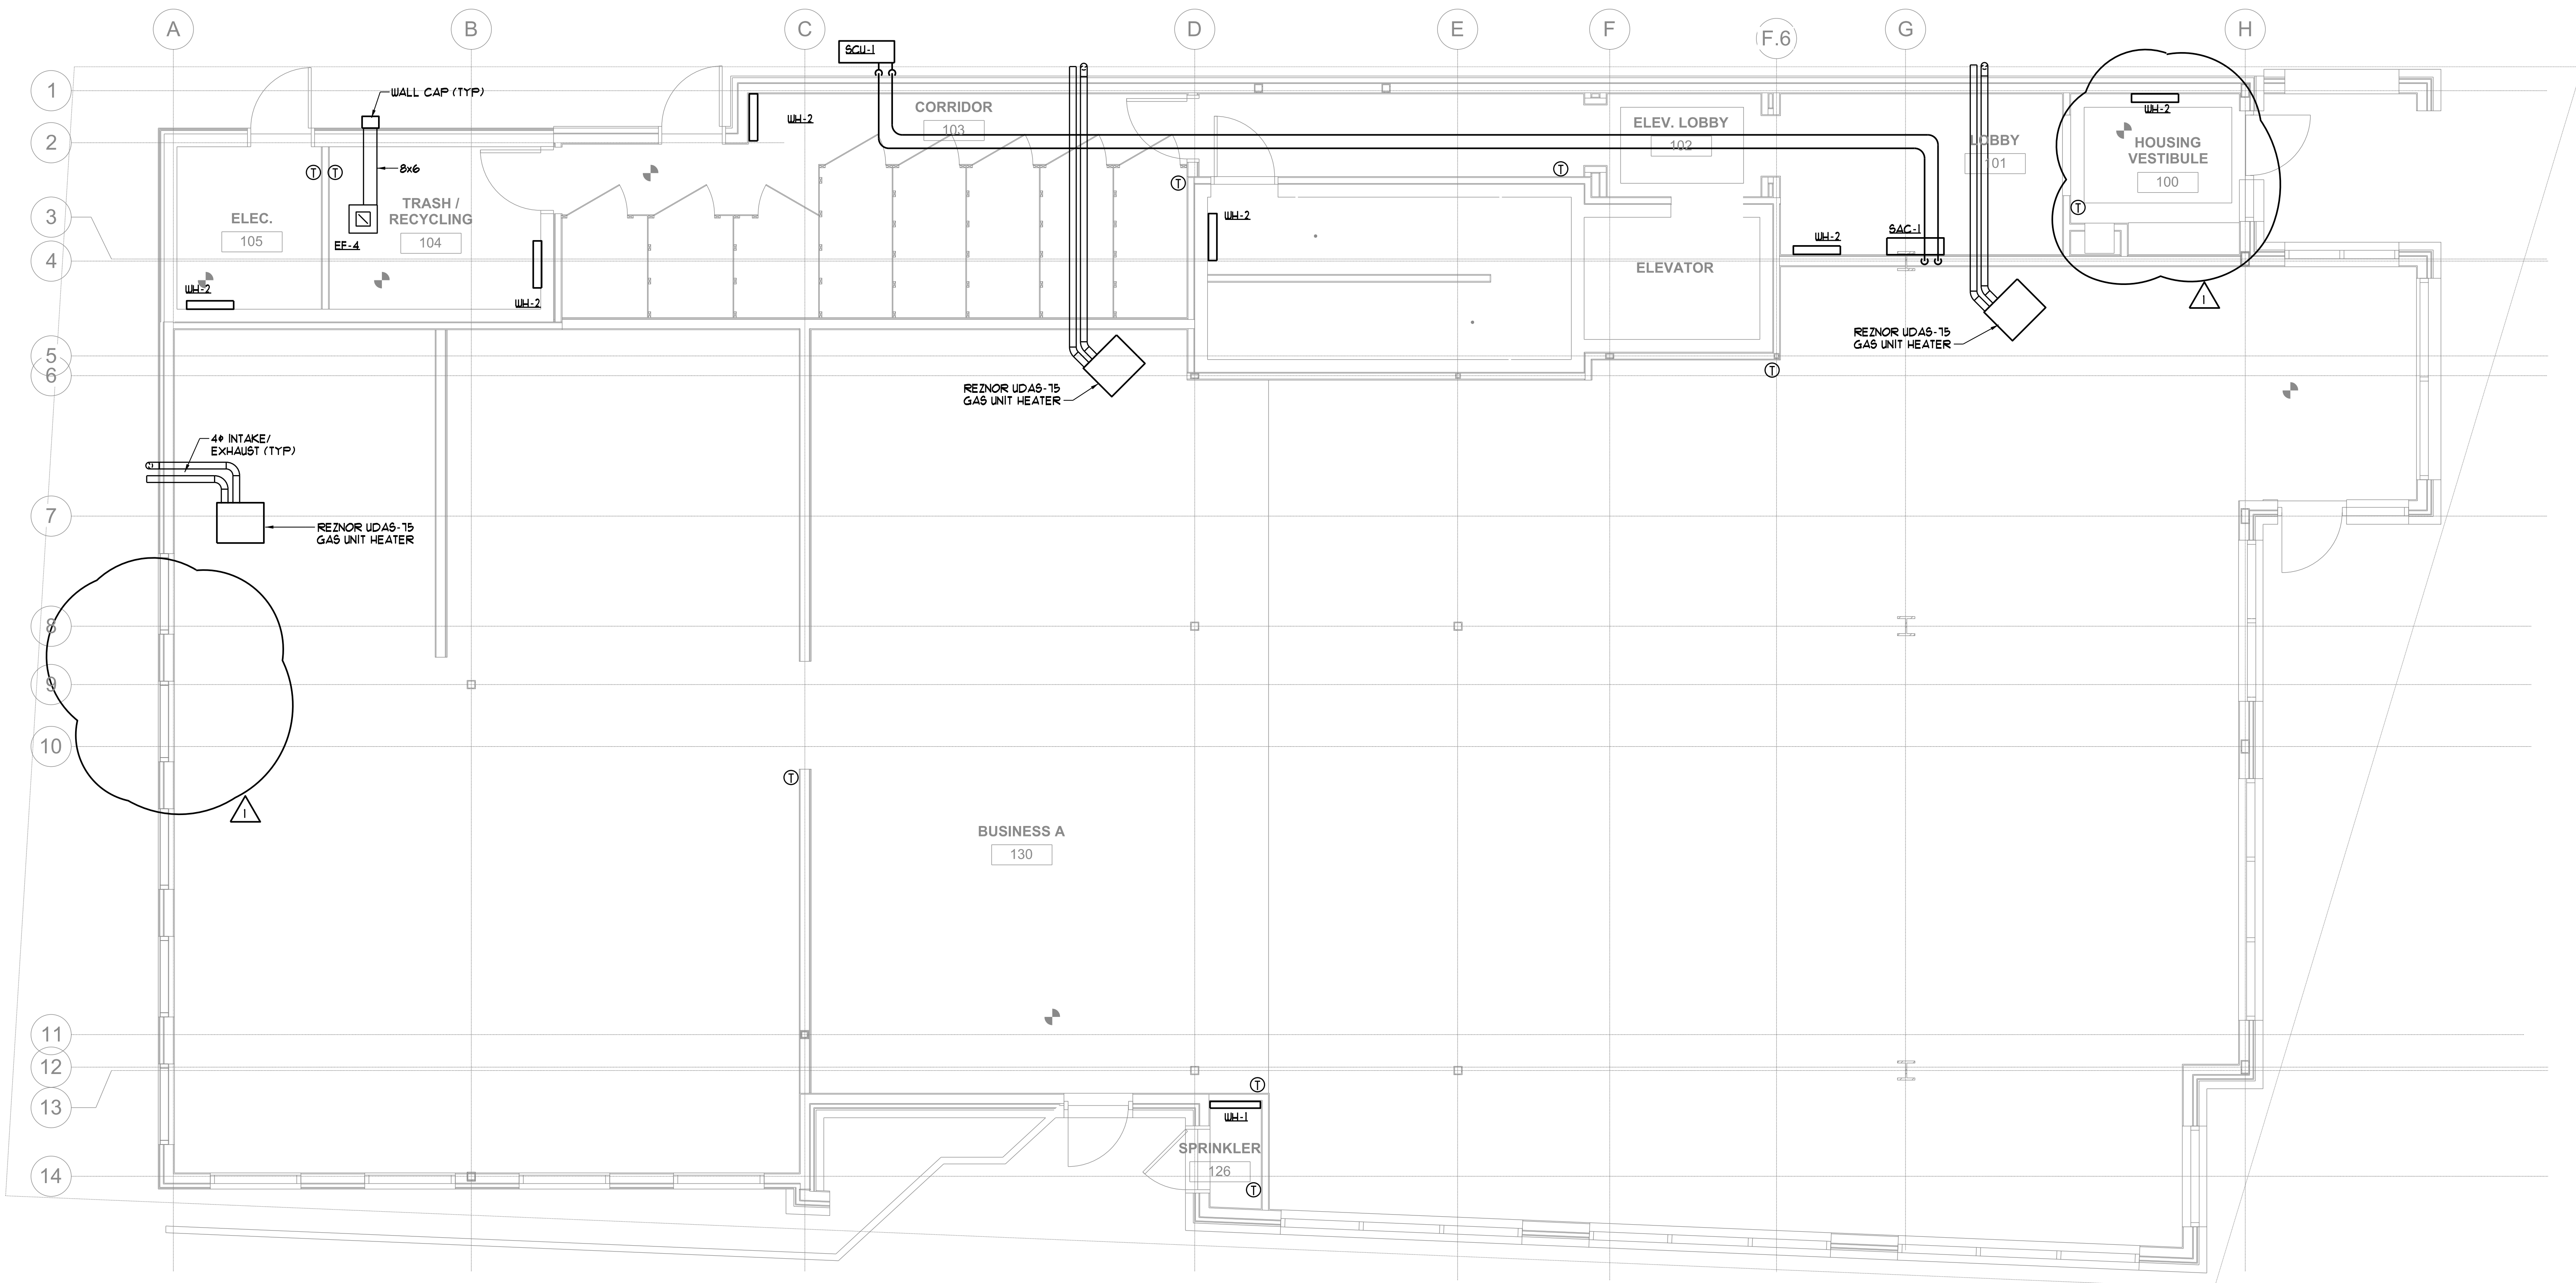 A
B
C
D
E
F
F.6
G
H
1
2
3
4
5
6
7
8
9
10
11
12
13
14
SCU-1
WALL CAP (TYP)
8x6
EF-4
ELEC.
105
TRASH /
RECYCLING
104
WH-2
WH-2
WH-2
CORRIDOR
103
WH-2
ELEV. LOBBY
102
ELEVATOR
LOBBY
101
WH-2
SAC-1
WH-2
HOUSING
VESTIBULE
100
1
REZNOR UDAS-75
GAS UNIT HEATER
REZNOR UDAS-75
GAS UNIT HEATER
4ϕ INTAKE/
EXHAUST (TYP)
REZNOR UDAS-75
GAS UNIT HEATER
1
BUSINESS A
130
WH-1
SPRINKLER
126
T
T
T
T
T
T
T
T
T